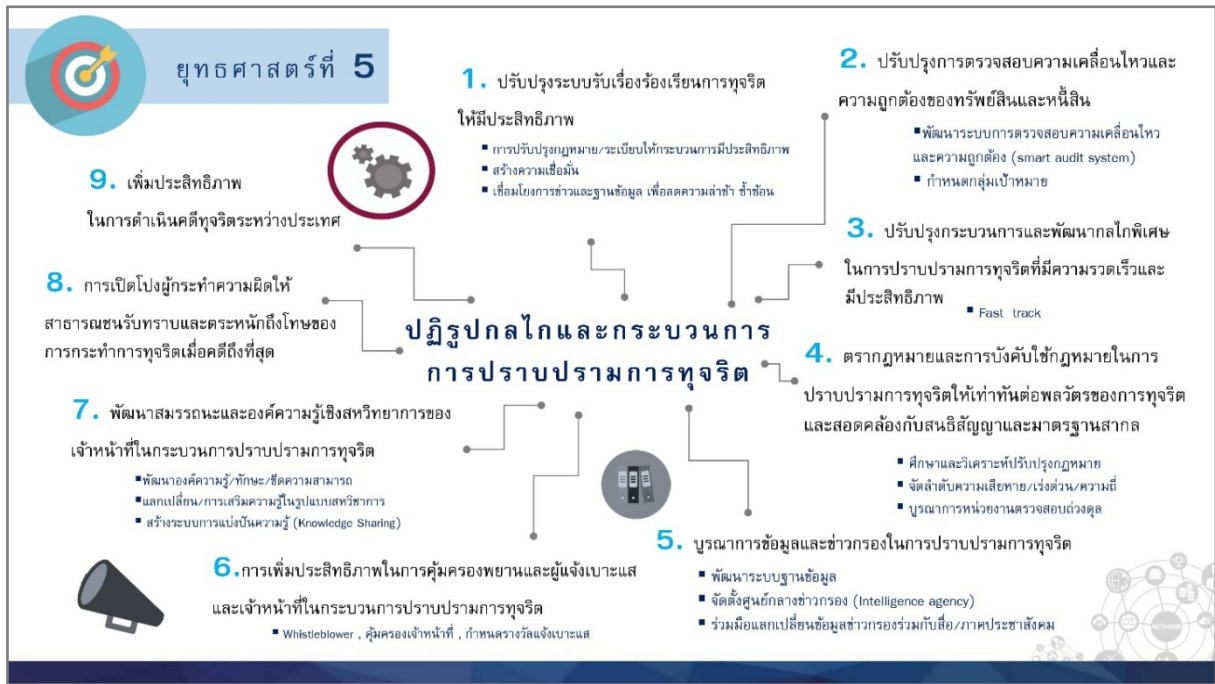 ยุทธศาสตร์ที่ 5
1. ปรับปรุงระบบรับเรื่องร้องเรียนการทุจริต
ให้มีประสิทธิภาพ
▪ การปรับปรุงกฎหมาย/ระเบียบให้กระบวนการมีประสิทธิภาพ
▪ สร้างความเชื่อมั่น
▪ เชื่อมโยงการข่าวและฐานข้อมูล เพื่อลดความล่าช้า ซ้ำซ้อน
2. ปรับปรุงการตรวจสอบความเคลื่อนไหวและ
ความถูกต้องของทรัพย์สินและหนี้สิน
▪พัฒนาระบบการตรวจสอบความเคลื่อนไหว
และความถูกต้อง (smart audit system)
▪ กำหนดกลุ่มเป้าหมาย
3. ปรับปรุงกระบวนการและพัฒนากลไกพิเศษ
ในการปราบปรามการทุจริตที่มีความรวดเร็วและ
มีประสิทธิภาพ
▪ Fast track
ปฏิรูปกลไกและกระบวนการ
การปราบปรามการทุจริต
4. ตรากฎหมายและการบังคับใช้กฎหมายในการ
ปราบปรามการทุจริตให้เท่าทันต่อพลวัตรของการทุจริต
และสอดคล้องกับสนธิสัญญาและมาตรฐานสากล
▪ ศึกษาและวิเคราะห์ปรับปรุงกฎหมาย
▪ จัดลำดับความเสียหาย/เร่งด่วน/ความถี่
▪ บูรณาการหน่วยงานตรวจสอบถ่วงดุล
5. บูรณาการข้อมูลและข่าวกรองในการปราบปรามการทุจริต
▪ พัฒนาระบบฐานข้อมูล
▪ จัดตั้งศูนย์กลางข่าวกรอง (Intelligence agency)
▪ ร่วมมือแลกเปลี่ยนข้อมูลข่าวกรองร่วมกับสื่อ/ภาคประชาสังคม
6.การเพิ่มประสิทธิภาพในการคุ้มครองพยานและผู้แจ้งเบาะแส
และเจ้าหน้าที่ในกระบวนการปราบปรามการทุจริต
▪ Whistleblower , คุ้มครองเจ้าหน้าที่ , กำหนดรางวัลแจ้งเบาะแส
7. พัฒนาสมรรถนะและองค์ความรู้เชิงสหวิทยาการของ
เจ้าหน้าที่ในกระบวนการปราบปรามการทุจริต
▪พัฒนาองค์ความรู้/ทักษะ/ขีดความสามารถ
▪แลกเปลี่ยน/การเสริมความรู้ในรูปแบบสหวิชาการ
▪ สร้างระบบการแบ่งปันความรู้ (Knowledge Sharing)
8. การเปิดโปงผู้กระทำความผิดให้
สาธารณชนรับทราบและตระหนักถึงโทษของ
การกระทำการทุจริตเมื่อคดีถึงที่สุด
9. เพิ่มประสิทธิภาพ
ในการดำเนินคดีทุจริตระหว่างประเทศ
NETWORK